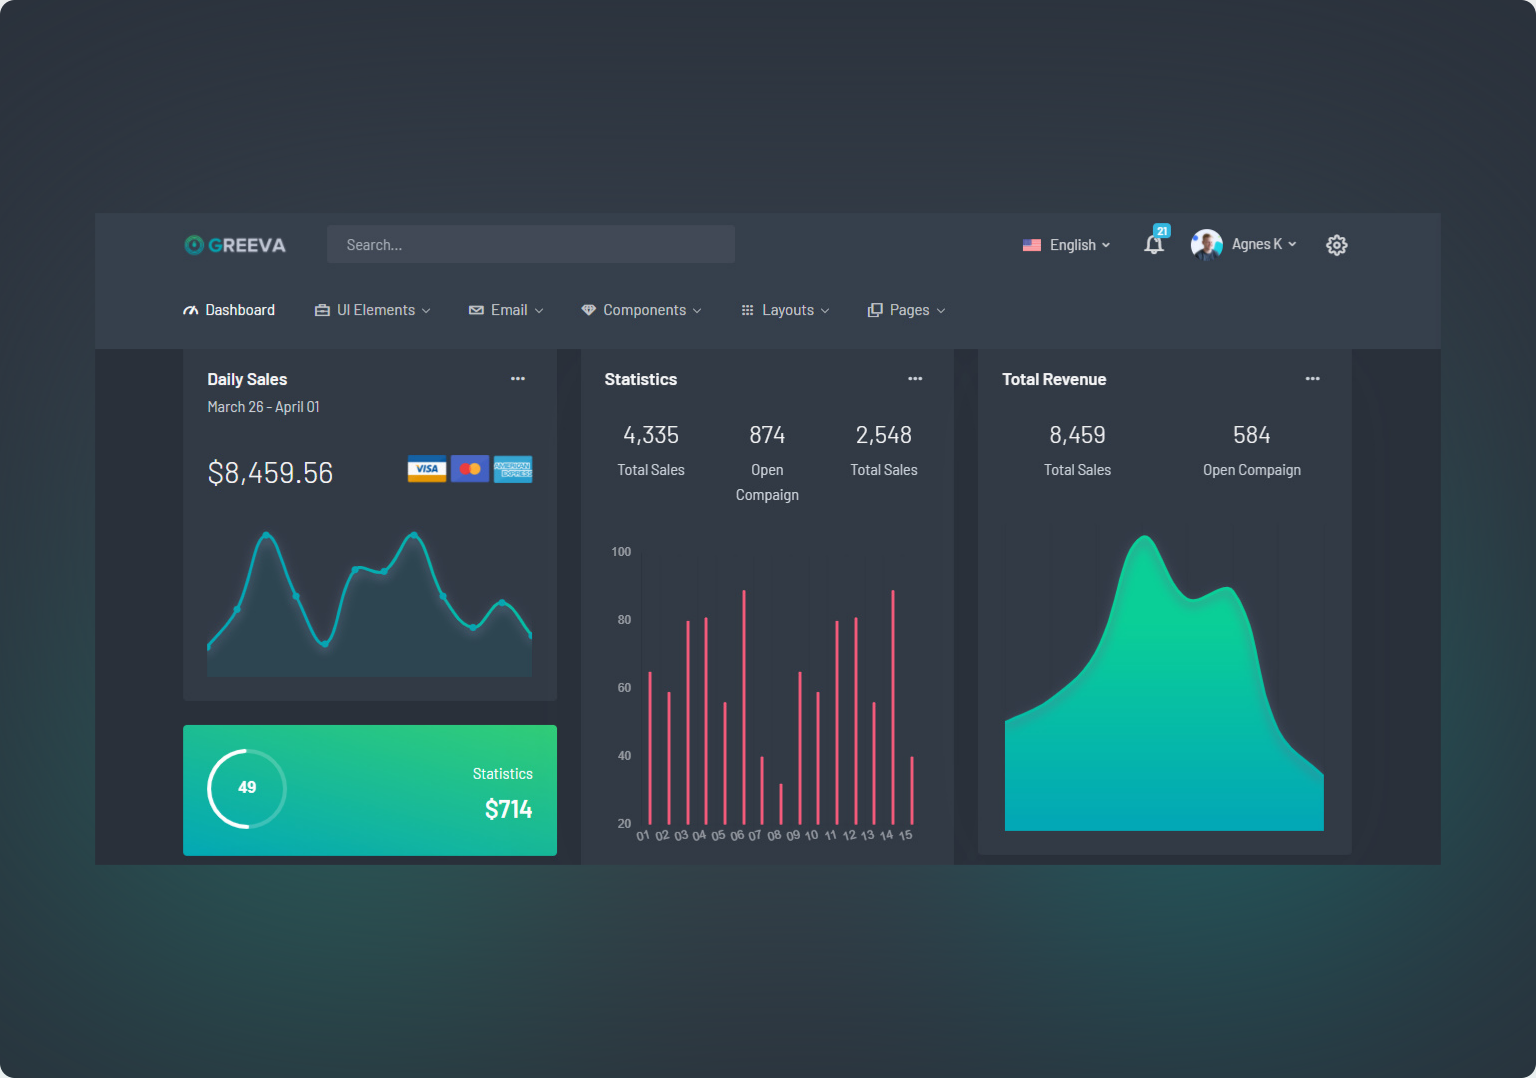 GREEVA
Search...
English
21
Agnes K
Dashboard
UI Elements
Email
Components
Layouts
Pages
Daily Sales
March 26 - April 01
$8,459.56
VISA
AMERICAN
EXPRESS
49
Statistics
$714
Statistics
4,335
Total Sales
874
Open
Compaign
2,548
Total Sales
100
80
60
40
20
01 02 03 04 05 06 07 08 09 10 11 12 13 14 15
Total Revenue
8,459
Total Sales
584
Open Compaign